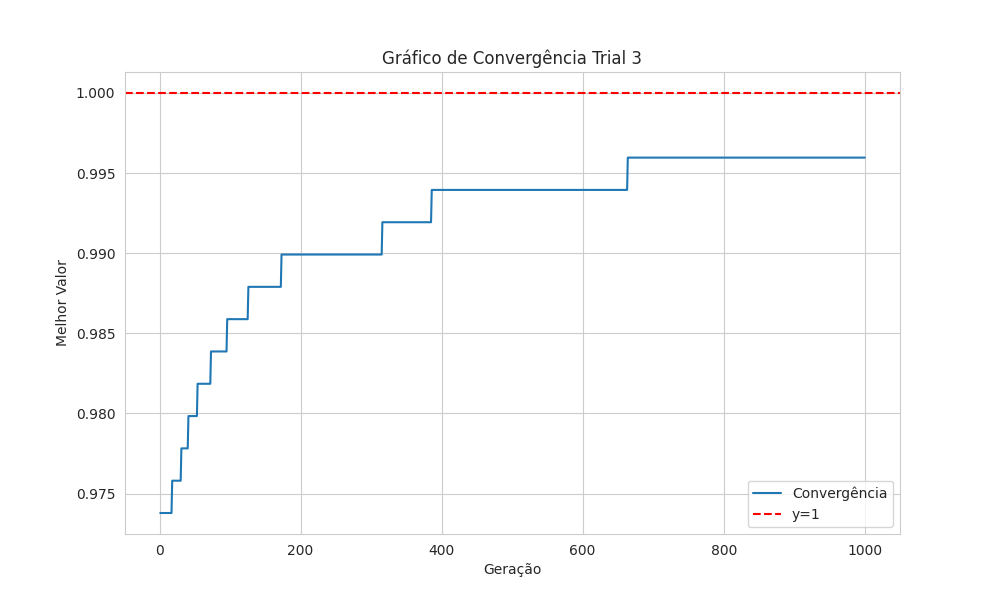 Gráfico de Convergência Trial 3
1.000
0.995
0.990
0.985
0.980
0.975
Melhor Valor
0 200 400 600 800 1000
Geração
Convergência
y=1